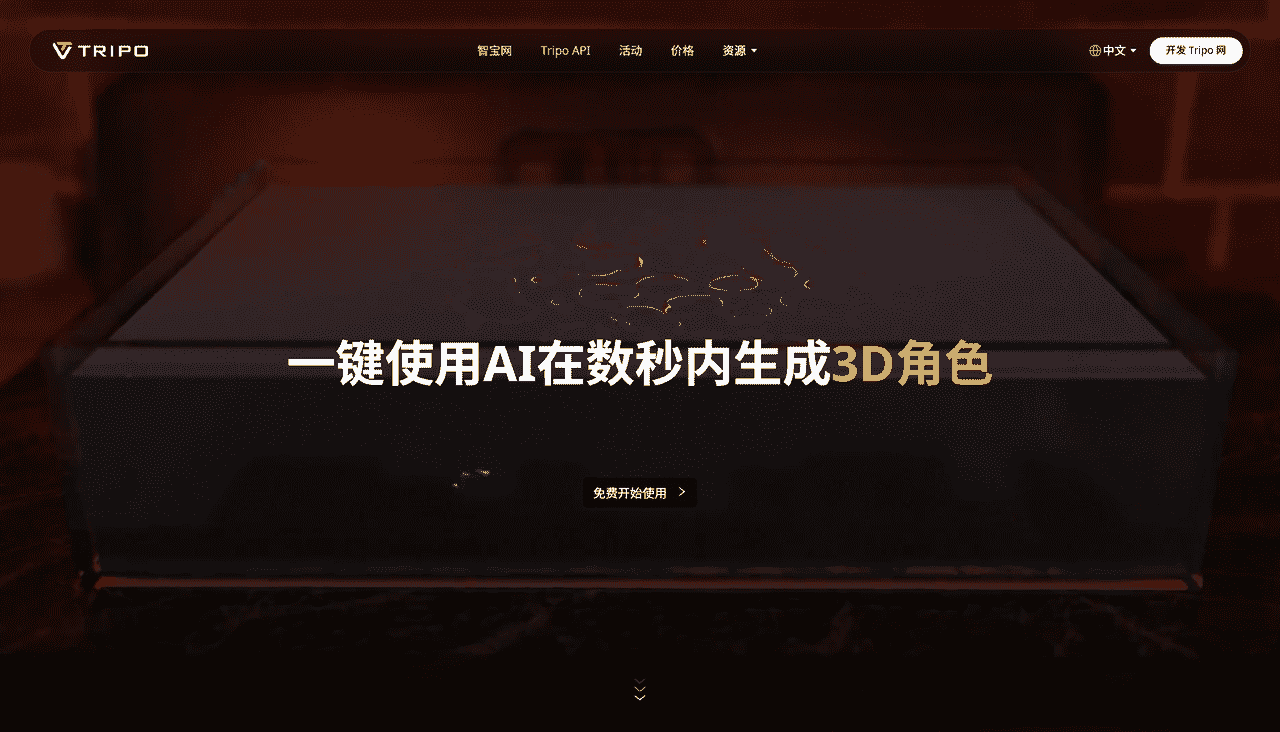 TRIPO
智宝网 Tripo API 活动 价格 资源
中文
开发 Tripo 网
一键使用AI在数秒内生成3D角色
免费开始使用